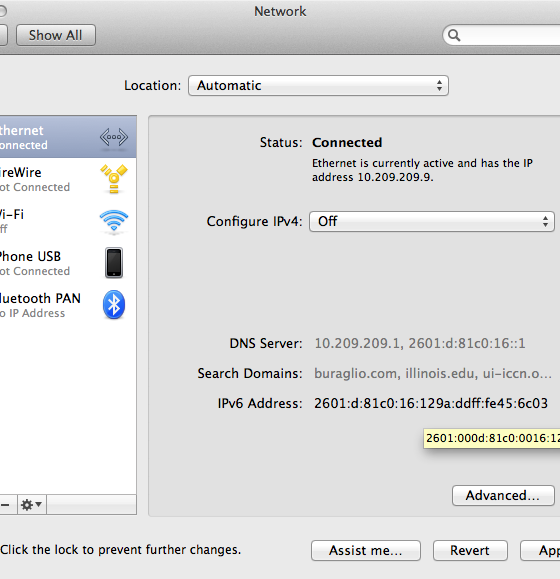 Network
Show All
Location: Automatic
thernet
onnected
ireWire
ot Connected
i-Fi
ff
Phone USB
ot Connected
luetooth PAN
o IP Address
Status: Connected
Ethernet is currently active and has the IP
address 10.209.209.9.
Configure IPv4: Off
DNS Server: 10.209.209.1, 2601:d:81c0:16::1
Search Domains: buraglio.com, illinois.edu, ui-iccn.o...
IPv6 Address: 2601:d:81c0:16:129a:ddff:fe45:6c03
2601:000d:81c0:0016:12
Advanced...
Click the lock to prevent further changes.
Assist me...
Revert
App